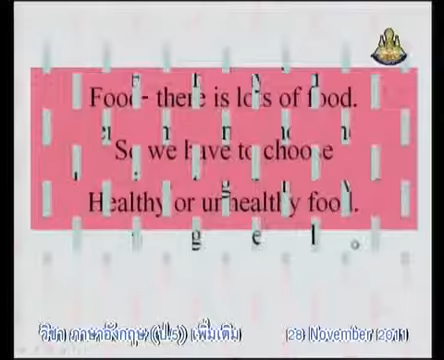 Food - there is lots of food.
So we have to choose
Healthy or unhealthy food.
วิชา ภาษาอังกฤษ (ป.5) เพิ่มเติม
28 November 2011